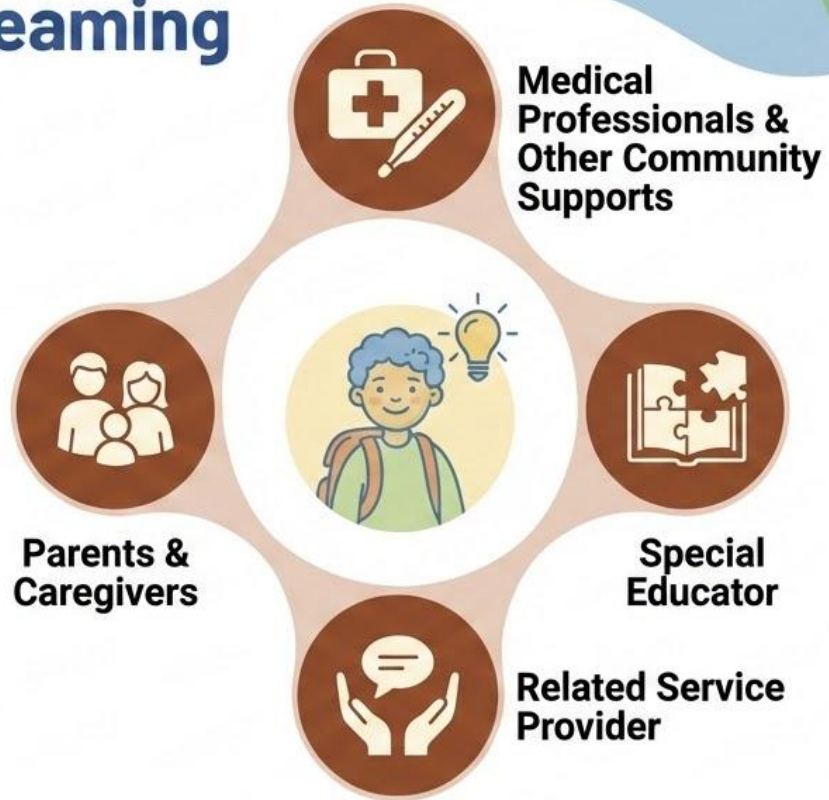 eaming
Medical
Professionals &
Other Community
Supports
Parents &
Caregivers
Special
Educator
Related Service
Provider